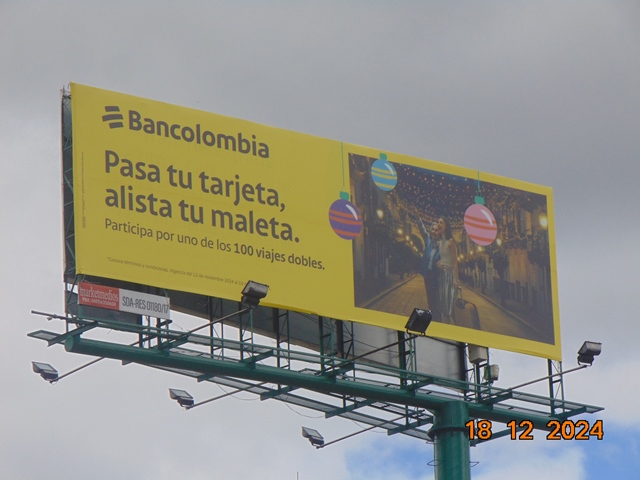 Bancolombia
Pasa tu tarjeta,
alista tu maleta.
Participa por uno de los 100 viajes dobles.
marketmedios
SDA-RES 01180/17
18 12 2024